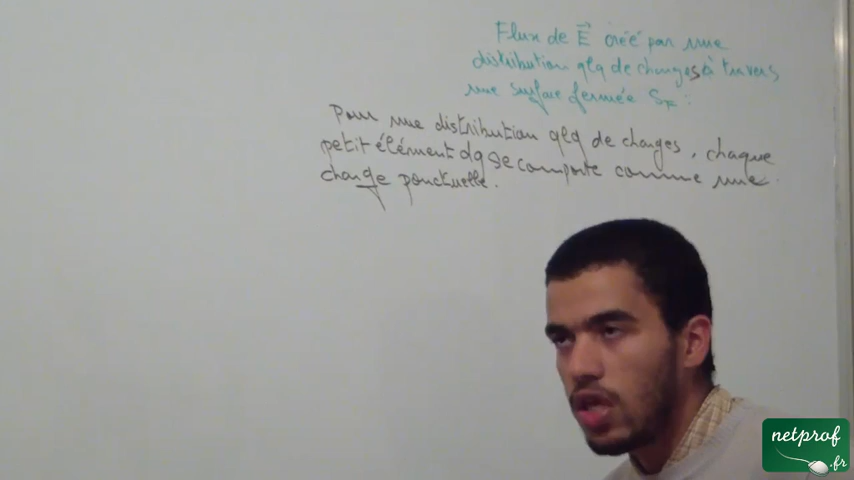 Flux de E⃗ créé par une
distribution qlq de charges à travers
une surface fermée S_F :
Pour une distribution qlq de charges, chaque
petit élément dq se comporte comme une
charge ponctuelle.
netprof
.fr